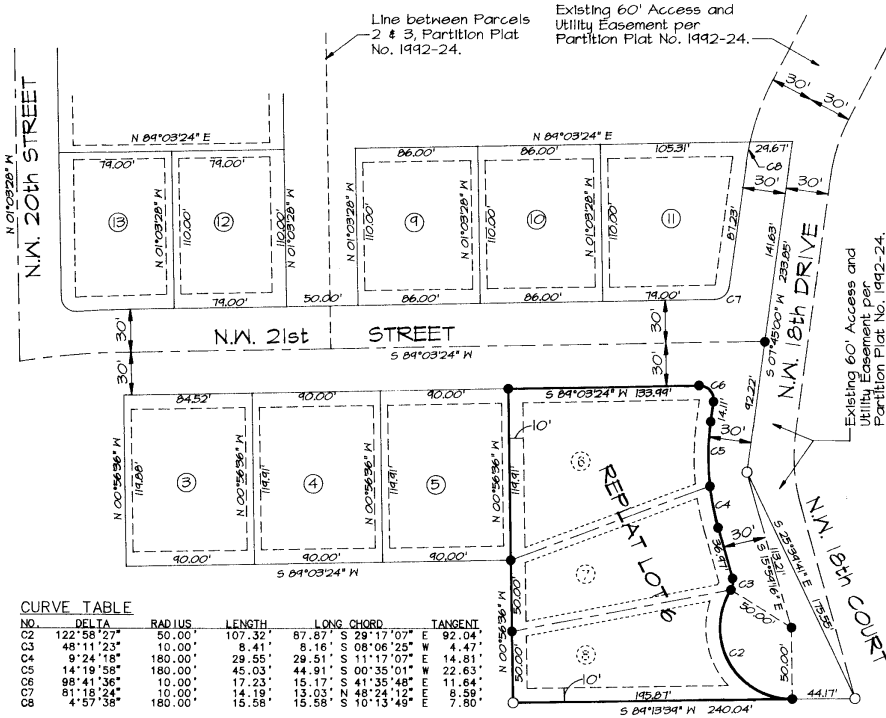 Line between Parcels
2 & 3, Partition Plat
No. 1992-24.
Existing 60' Access and
Utility Easement per
Partition Plat No. 1992-24.
30'
30'
N 01°03'28" W
N.W. 20th STREET
N 89°03'24" E
79.00'
79.00'
13
N 01°03'28" W
110.00'
12
110.00'
N 01°03'28" W
79.00'
50.00'
N 89°03'24" E
86.00'
86.00'
105.31'
29.67'
C8
30'
30'
N 01°03'28" W
110.00'
9
N 01°03'28" W
110.00'
10
N 01°03'28" W
110.00'
11
87.23'
141.63'
233.85'
86.00'
86.00'
79.00'
C7
S 07°45'00" W
N.W. 18th DRIVE
Existing 60' Access and
Utility Easement per
Partition Plat No. 1992-24.
30'
30'
N.W. 21st STREET
S 89°03'24" W
30'
30'
92.22'
84.52'
90.00'
90.00'
S 89°03'24" W 133.99'
C6
14.11'
30'
C5
10'
N 00°56'36" W
119.88'
3
N 00°56'36" W
119.91'
4
N 00°56'36" W
119.91'
5
N 00°56'36" W
119.91'
6
REPLAT LOT 6
C4
30'
36.97'
S 15°59'16" E
113.21'
S 25°39'41" E
175.55'
N.W. 18th COURT
90.00'
90.00'
90.00'
S 89°03'24" W
7
C3
50.00'
50.00'
N 00°56'36" W
50.00'
8
C2
50.00'
10'
195.87'
44.17'
S 89°13'39" W 240.04'
CURVE TABLE
NO. DELTA RADIUS LENGTH LONG CHORD TANGENT
C2 122°58'27" 50.00' 107.32' 87.87' S 29°17'07" E 92.04'
C3 48°11'23" 10.00' 8.41' 8.16' S 08°06'25" W 4.47'
C4 9°24'18" 180.00' 29.55' 29.51' S 11°17'07" E 14.81'
C5 14°19'58" 180.00' 45.03' 44.91' S 00°35'01" W 22.63'
C6 98°41'36" 10.00' 17.23' 15.17' S 41°35'48" E 11.64'
C7 81°18'24" 10.00' 14.19' 13.03' N 48°24'12" E 8.59'
C8 4°57'38" 180.00' 15.58' 15.58' S 10°13'49" E 7.80'